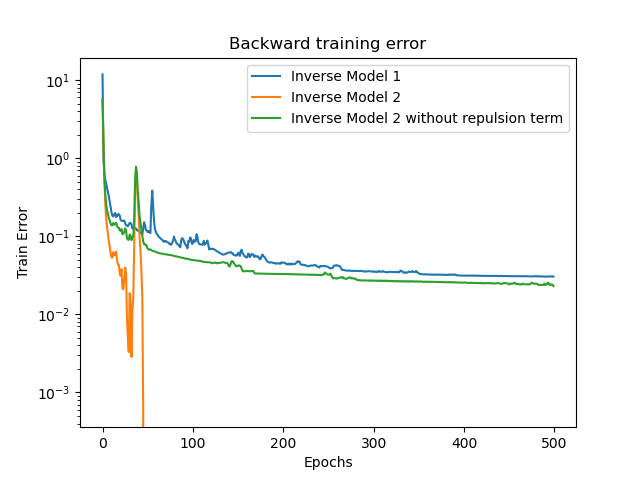 Backward training error
Inverse Model 1
Inverse Model 2
Inverse Model 2 without repulsion term
Train Error
10¹
10⁰
10⁻¹
10⁻²
10⁻³
0 100 200 300 400 500
Epochs